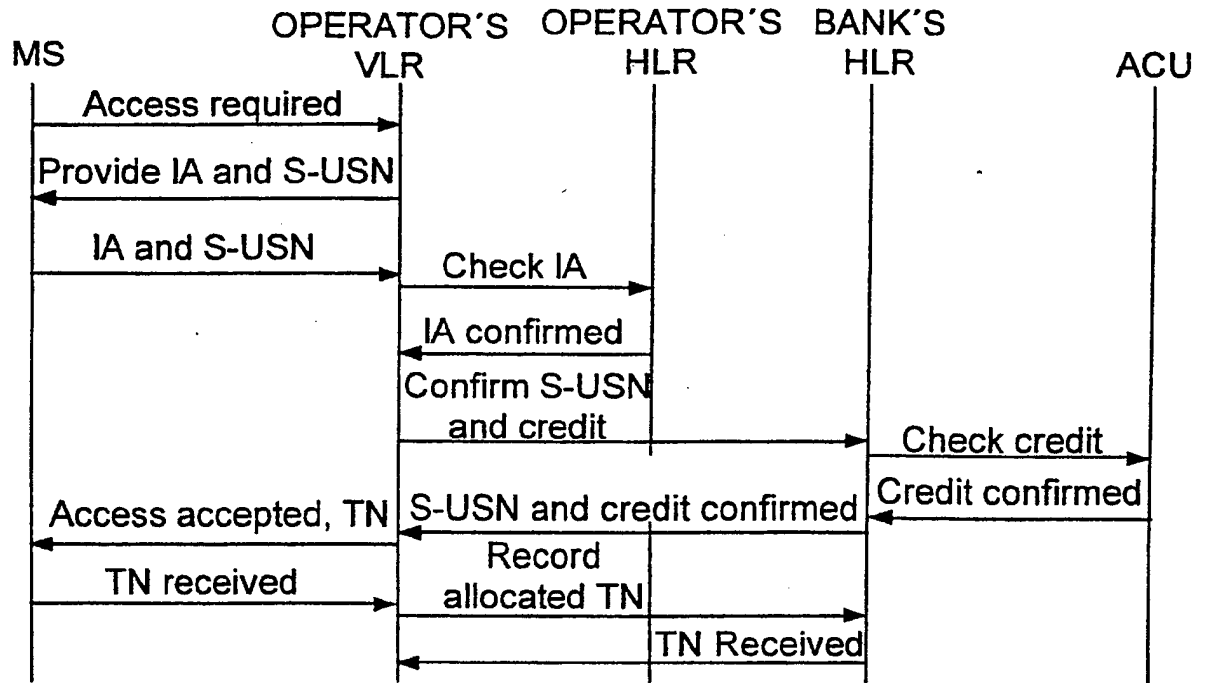 MS
OPERATOR´S
VLR
OPERATOR´S
HLR
BANK´S
HLR
ACU
Access required
Provide IA and S-USN
IA and S-USN
Check IA
IA confirmed
Confirm S-USN
and credit
Check credit
Credit confirmed
S-USN and credit confirmed
Access accepted, TN
Record
allocated TN
TN received
TN Received